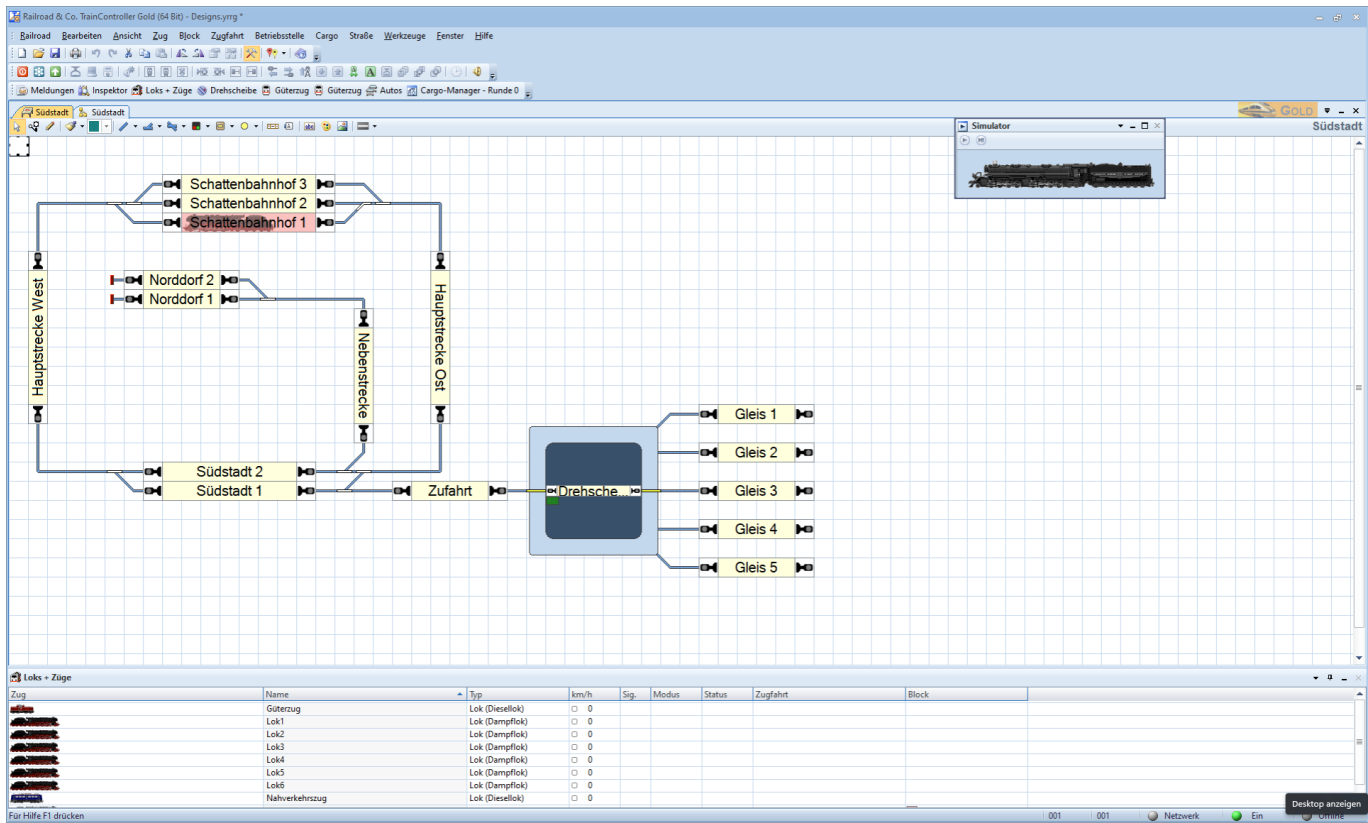 Railroad & Co. TrainController Gold (64 Bit) - Designs.yrrg *
Railroad Bearbeiten Ansicht Zug Block Zugfahrt Betriebsstelle Cargo Straße Werkzeuge Fenster Hilfe
Meldungen Inspektor Loks + Züge Drehscheibe Güterzug Güterzug Autos Cargo-Manager - Runde 0
Südstadt Südstadt GOLD
Südstadt
Simulator
Schattenbahnhof 3
Schattenbahnhof 2
Schattenbahnhof 1
Hauptstrecke West
Norddorf 2
Norddorf 1
Nebenstrecke
Hauptstrecke Ost
Südstadt 2
Südstadt 1
Zufahrt
Drehsche...
Gleis 1
Gleis 2
Gleis 3
Gleis 4
Gleis 5
Loks + Züge
Zug Name Typ km/h Sig. Modus Status Zugfahrt Block
Güterzug Lok (Diesellok) 0
Lok1 Lok (Dampflok) 0
Lok2 Lok (Dampflok) 0
Lok3 Lok (Dampflok) 0
Lok4 Lok (Dampflok) 0
Lok5 Lok (Dampflok) 0
Lok6 Lok (Dampflok) 0
Nahverkehrszug Lok (Diesellok) 0
Desktop anzeigen
Für Hilfe F1 drücken 001 001 Netzwerk Ein Offline